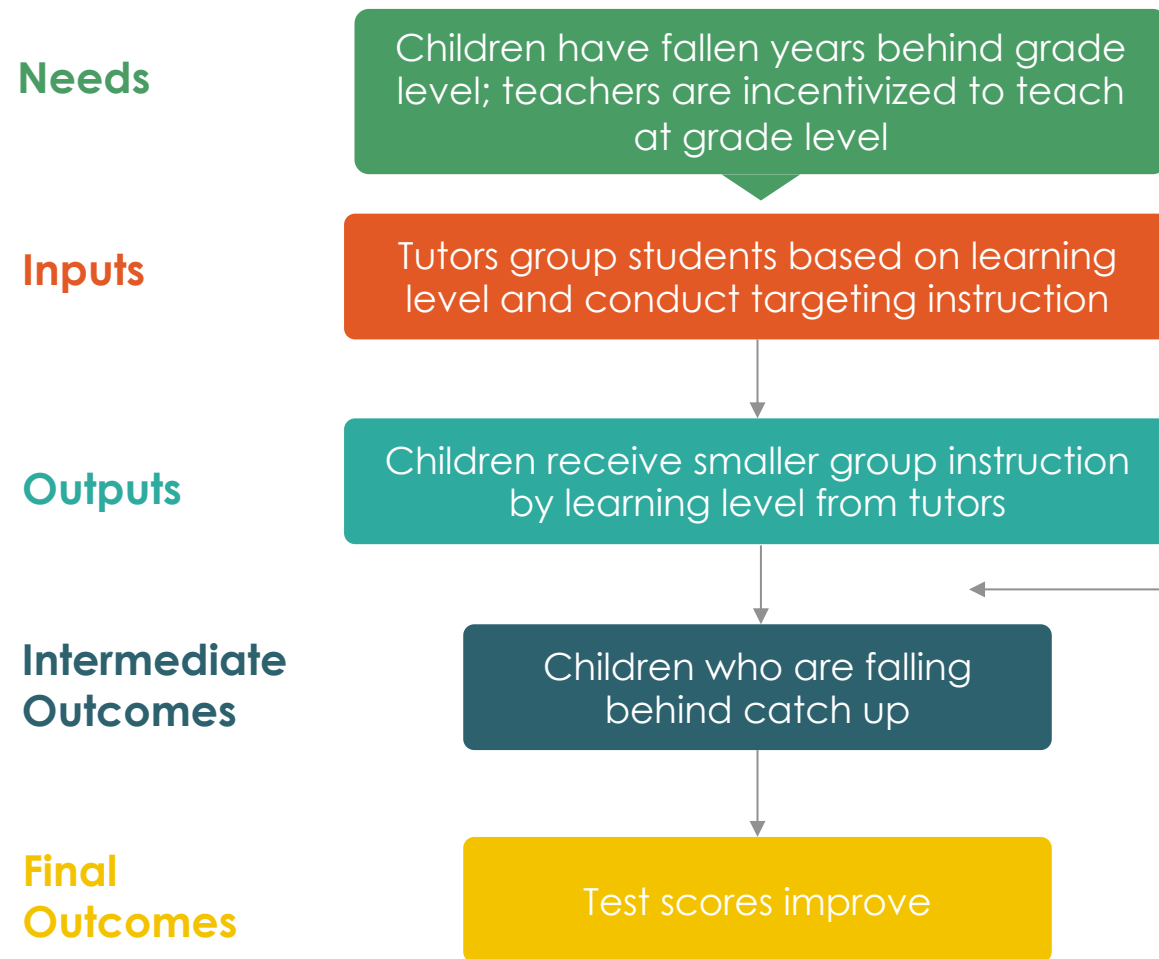 Needs
Children have fallen years behind grade
level; teachers are incentivized to teach
at grade level
Inputs
Tutors group students based on learning
level and conduct targeting instruction
Outputs
Children receive smaller group instruction
by learning level from tutors
Intermediate
Outcomes
Children who are falling
behind catch up
Final
Outcomes
Test scores improve